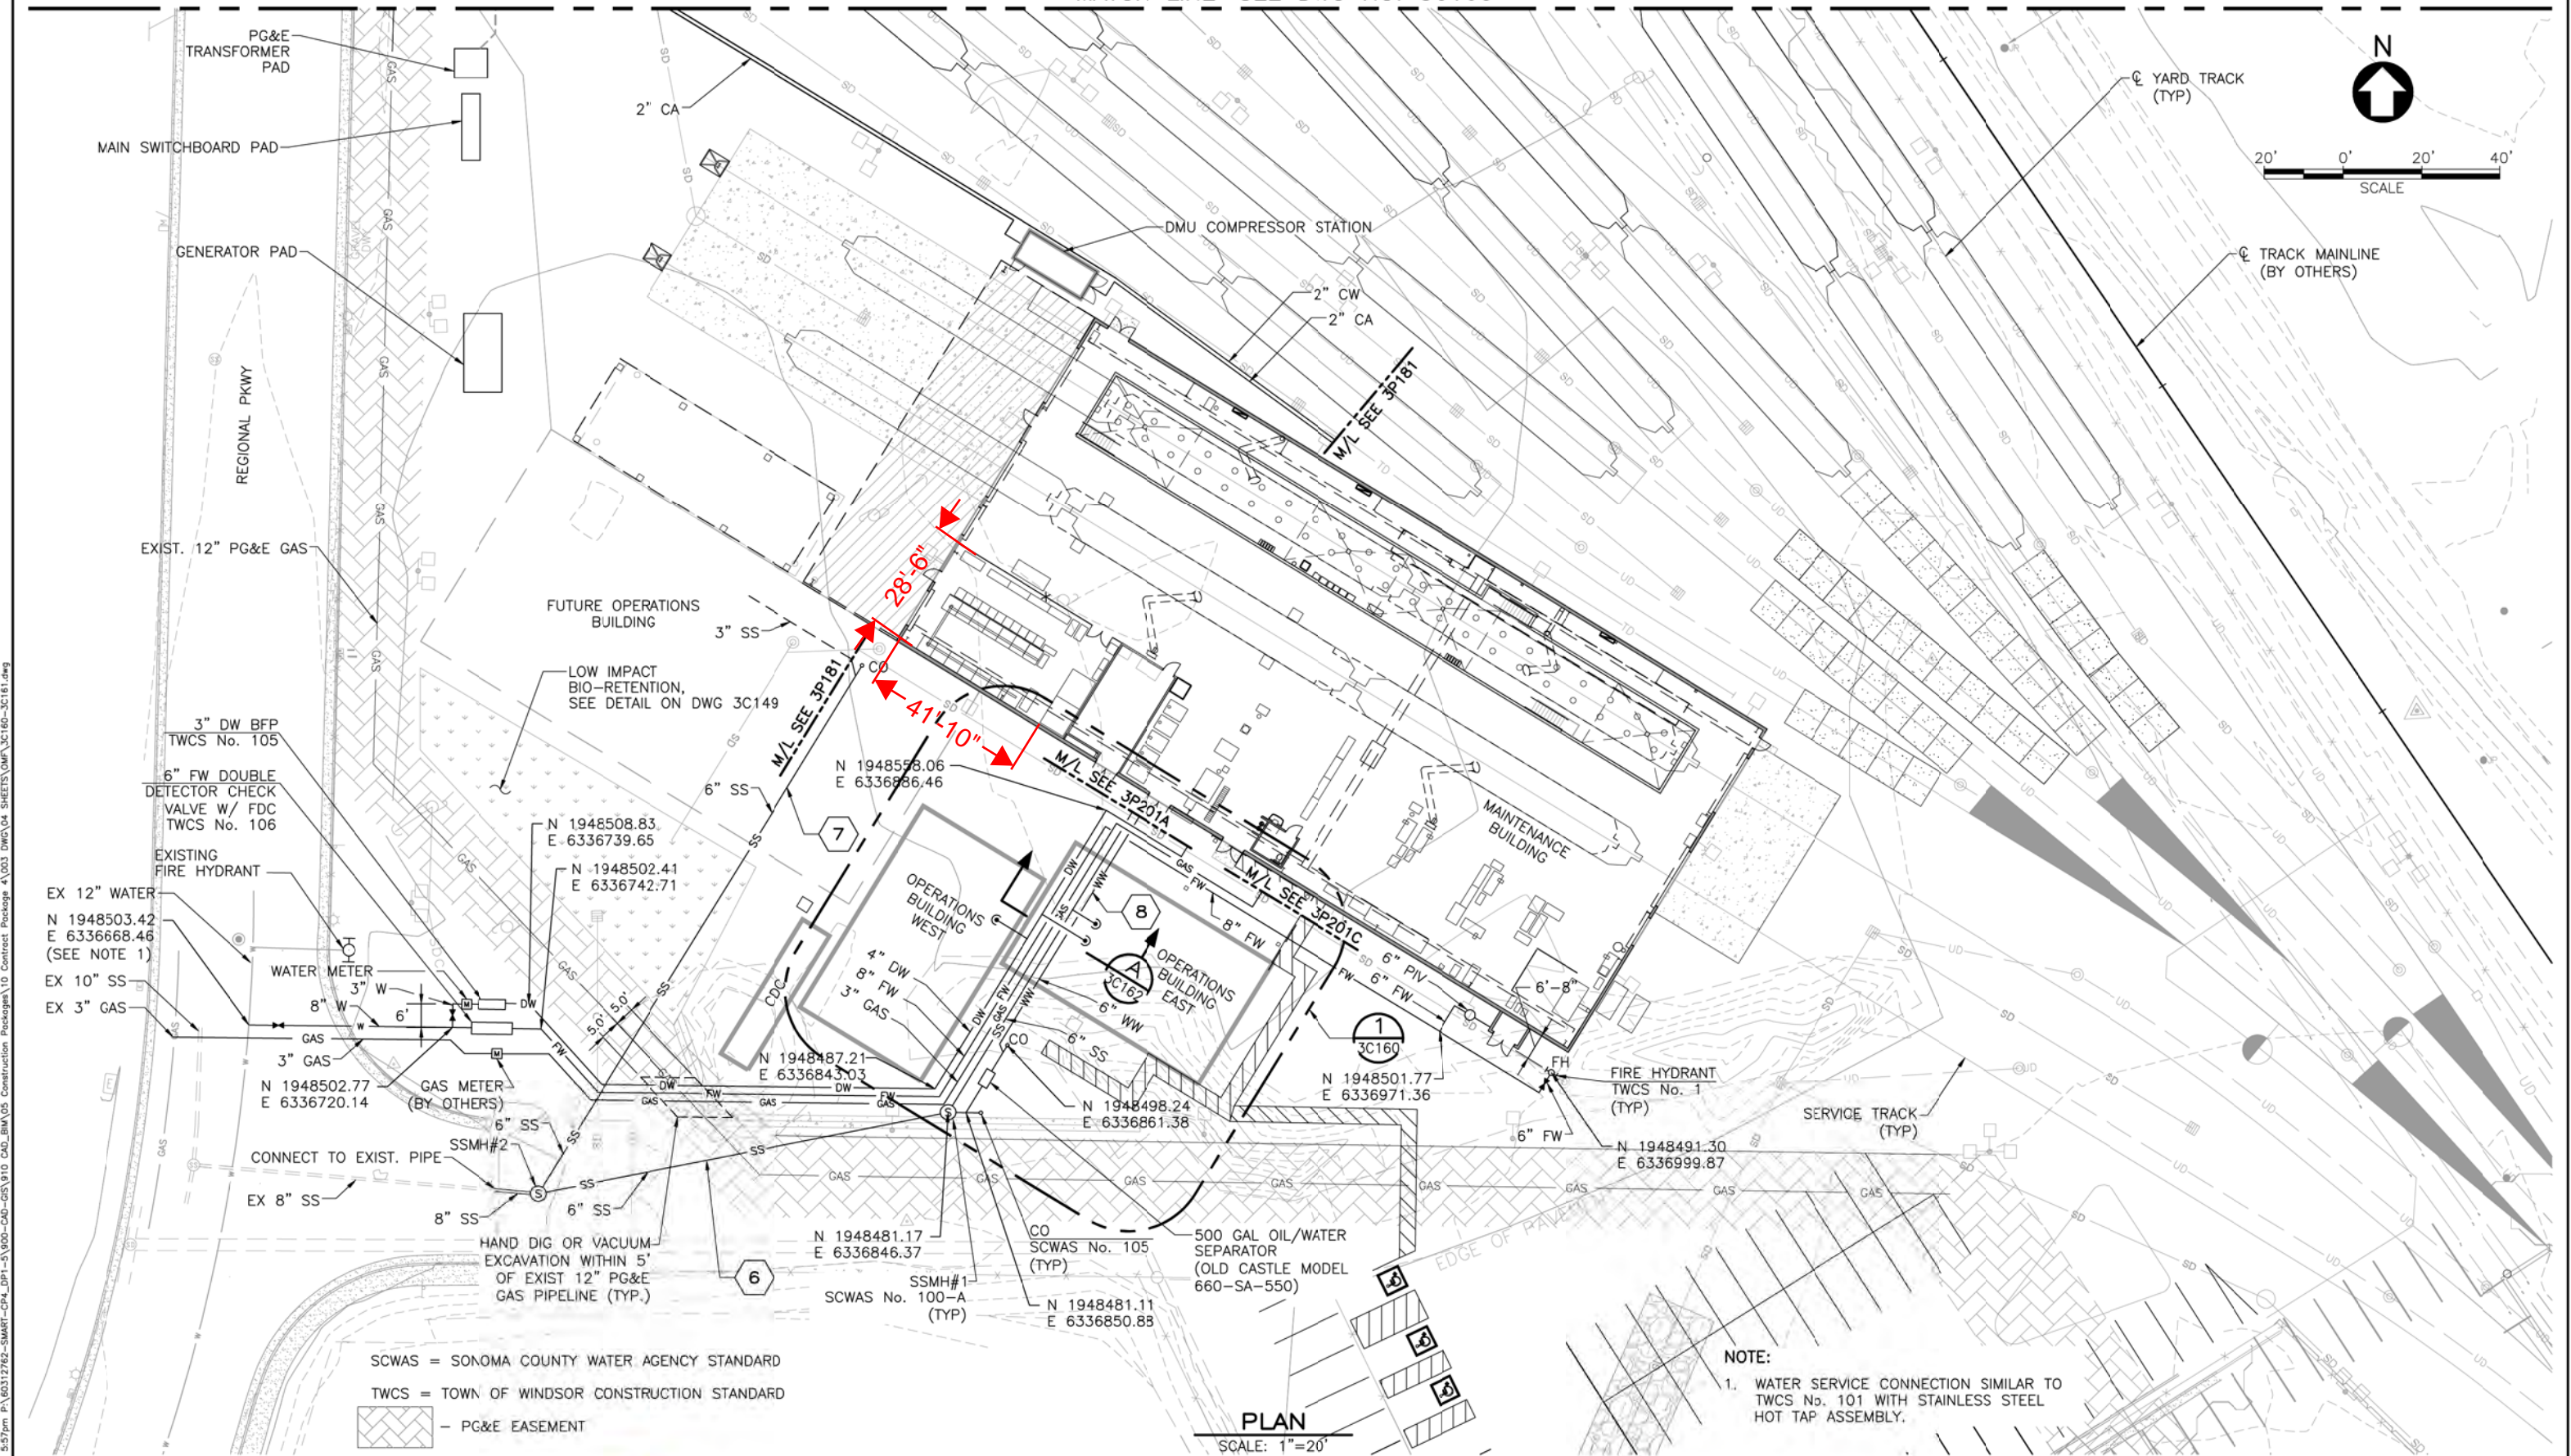 PG&E
TRANSFORMER
PAD
MAIN SWITCHBOARD PAD
GENERATOR PAD
REGIONAL PKWY
EXIST. 12" PG&E GAS
2" CA
DMU COMPRESSOR STATION
2" CW
2" CA
M/L SEE 3P181
℄ YARD TRACK
(TYP)
℄ TRACK MAINLINE
(BY OTHERS)
N
20' 0' 20' 40'
SCALE
28'-6"
41'-10"
FUTURE OPERATIONS
BUILDING
3" SS
CO
M/L SEE 3P181
LOW IMPACT
BIO-RETENTION,
SEE DETAIL ON DWG 3C149
3" DW BFP
TWCS No. 105
6" FW DOUBLE
DETECTOR CHECK
VALVE W/ FDC
TWCS No. 106
EXISTING
FIRE HYDRANT
EX 12" WATER
N 1948503.42
E 6336668.46
(SEE NOTE 1)
EX 10" SS
EX 3" GAS
WATER METER
3" W
8" W
6'
3" GAS
N 1948502.77
E 6336720.14
GAS METER
(BY OTHERS)
N 1948508.83
E 6336739.65
N 1948502.41
E 6336742.71
6" SS
7
N 1948558.06
E 6336886.46
M/L SEE 3P201A
M/L SEE 3P201C
MAINTENANCE
BUILDING
OPERATIONS
BUILDING
WEST
OPERATIONS
BUILDING
EAST
CDC
4" DW
8" FW
3" GAS
8
A
3C162
8" FW
6" WW
6" SS
CO
5.0' 5.0'
N 1948487.21
E 6336843.03
N 1948498.24
E 6336861.38
6" PIV
6" FW
6'-8"
1
3C160
N 1948501.77
E 6336971.36
FH
FIRE HYDRANT
TWCS No. 1
(TYP)
6" FW
N 1948491.30
E 6336999.87
SERVICE TRACK
(TYP)
6" SS
SSMH#2
CONNECT TO EXIST. PIPE
EX 8" SS
8" SS
6" SS
HAND DIG OR VACUUM
EXCAVATION WITHIN 5'
OF EXIST 12" PG&E
GAS PIPELINE (TYP.)
6
N 1948481.17
E 6336846.37
SSMH#1
SCWAS No. 100-A
(TYP)
CO
SCWAS No. 105
(TYP)
N 1948481.11
E 6336850.88
500 GAL OIL/WATER
SEPARATOR
(OLD CASTLE MODEL
660-SA-550)
EDGE OF PAVE
SCWAS = SONOMA COUNTY WATER AGENCY STANDARD
TWCS = TOWN OF WINDSOR CONSTRUCTION STANDARD
- PG&E EASEMENT
PLAN
SCALE: 1"=20'
NOTE:
1. WATER SERVICE CONNECTION SIMILAR TO
TWCS No. 101 WITH STAINLESS STEEL
HOT TAP ASSEMBLY.